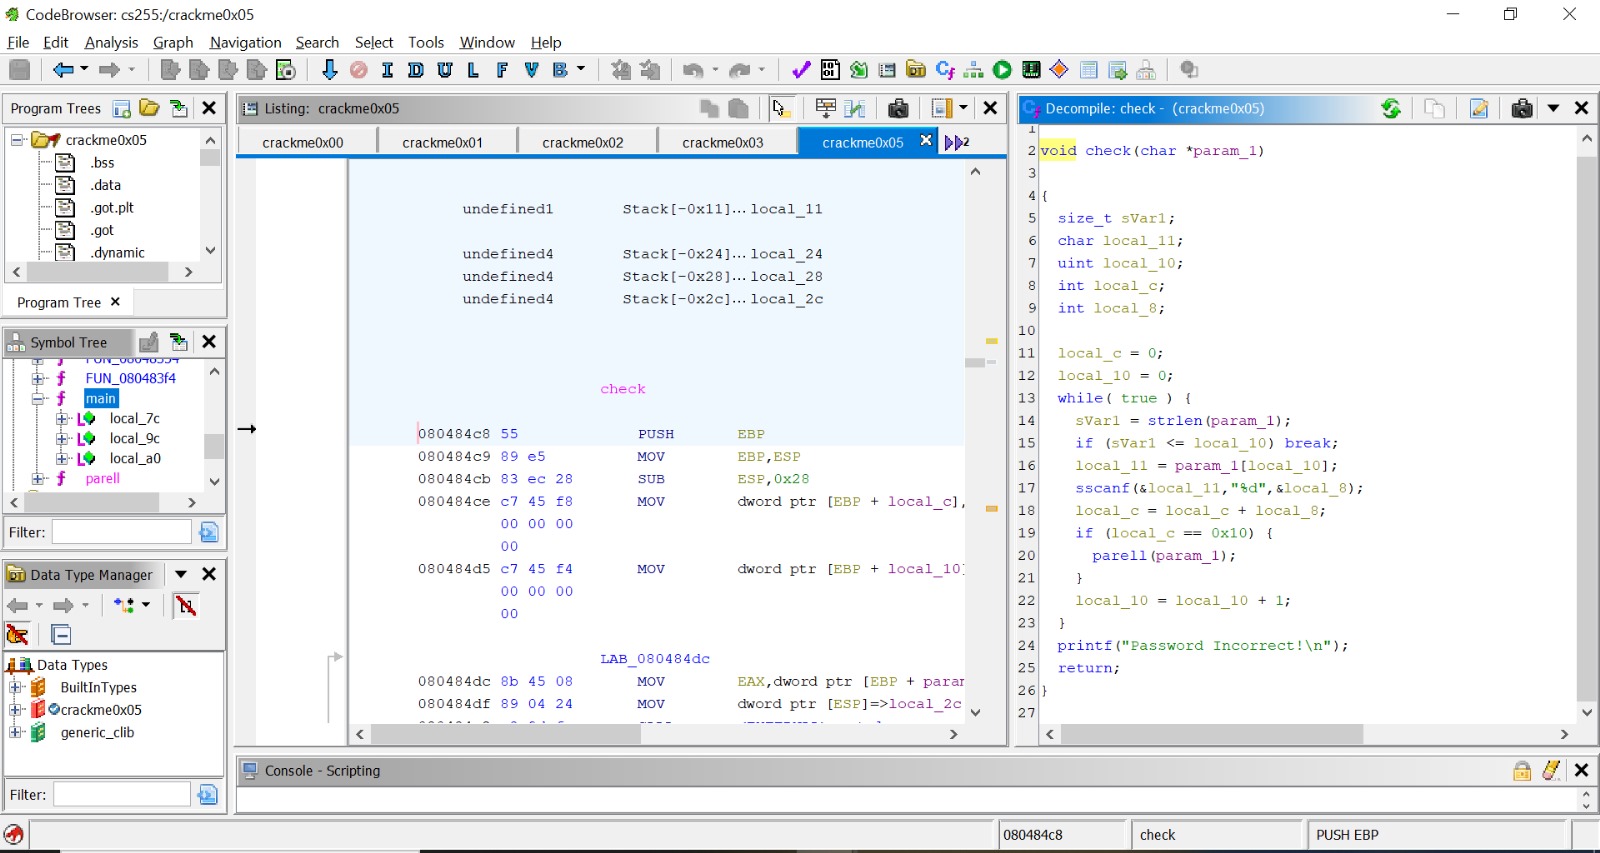 CodeBrowser: cs255:/crackme0x05
File Edit Analysis Graph Navigation Search Select Tools Window Help
I D U L F V B
Program Trees
crackme0x05
.bss
.data
.got.plt
.got
.dynamic
Program Tree
Symbol Tree
FUN_080483f4
main
local_7c
local_9c
local_a0
parell
Filter:
Data Type Manager
Data Types
BuiltInTypes
crackme0x05
generic_clib
Filter:
Listing: crackme0x05
crackme0x00 crackme0x01 crackme0x02 crackme0x03 crackme0x05 2
undefined1 Stack[-0x11]... local_11
undefined4 Stack[-0x24]... local_24
undefined4 Stack[-0x28]... local_28
undefined4 Stack[-0x2c]... local_2c
check
080484c8 55 PUSH EBP
080484c9 89 e5 MOV EBP,ESP
080484cb 83 ec 28 SUB ESP,0x28
080484ce c7 45 f8 MOV dword ptr [EBP + local_c],
00 00 00
00
080484d5 c7 45 f4 MOV dword ptr [EBP + local_10]
00 00 00
00
LAB_080484dc
080484dc 8b 45 08 MOV EAX,dword ptr [EBP + param
080484df 89 04 24 MOV dword ptr [ESP]=>local_2c
Decompile: check - (crackme0x05)
1
2 void check(char *param_1)
3
4 {
5 size_t sVar1;
6 char local_11;
7 uint local_10;
8 int local_c;
9 int local_8;
10
11 local_c = 0;
12 local_10 = 0;
13 while( true ) {
14 sVar1 = strlen(param_1);
15 if (sVar1 <= local_10) break;
16 local_11 = param_1[local_10];
17 sscanf(&local_11,"%d",&local_8);
18 local_c = local_c + local_8;
19 if (local_c == 0x10) {
20 parell(param_1);
21 }
22 local_10 = local_10 + 1;
23 }
24 printf("Password Incorrect!\n");
25 return;
26 }
27
Console - Scripting
080484c8 check PUSH EBP